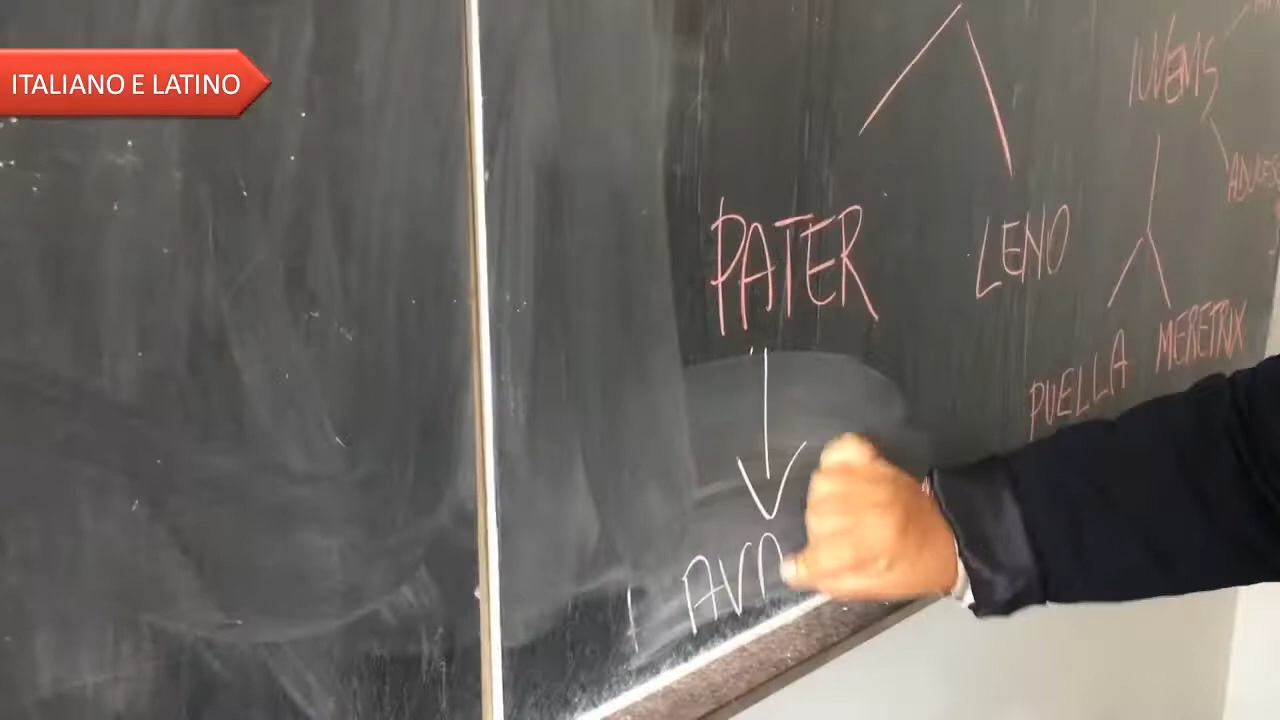 ITALIANO E LATINO
IUVENIS
PATER LENO
PUELLA MERETRIX